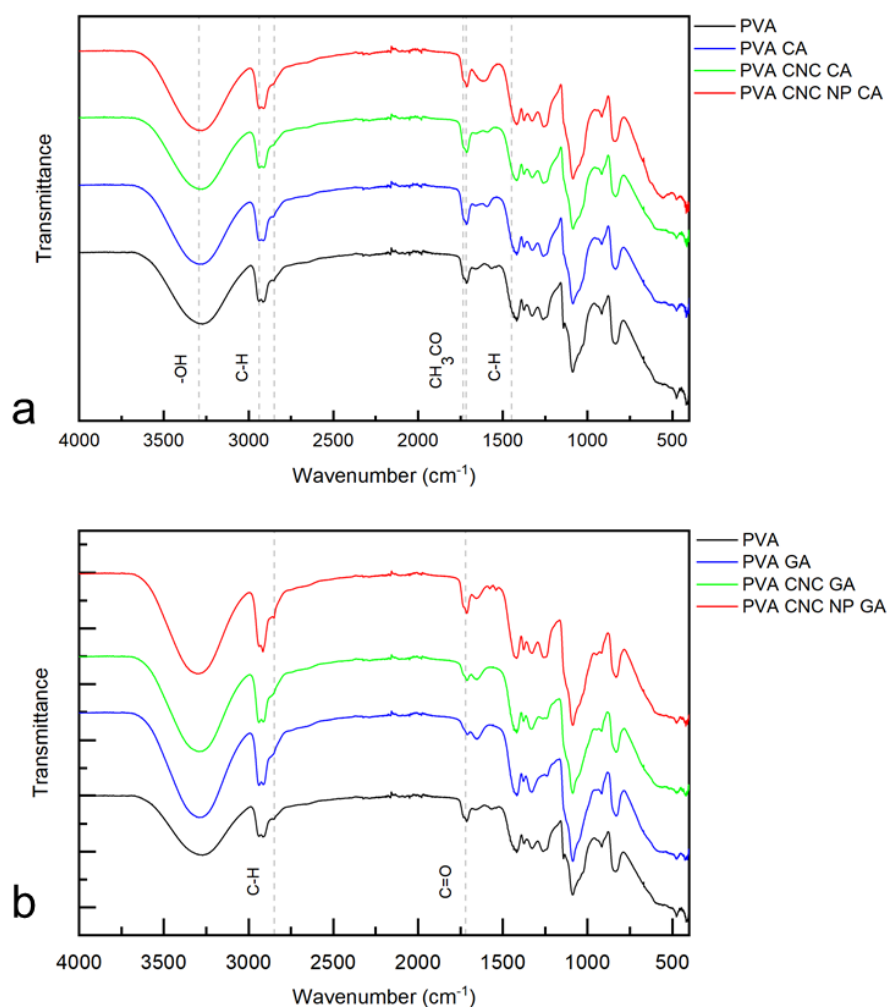 PVA
PVA CA
PVA CNC CA
PVA CNC NP CA
Transmittance
-OH
C-H
CH3CO
C-H
a
4000 3500 3000 2500 2000 1500 1000 500
Wavenumber (cm-1)
PVA
PVA GA
PVA CNC GA
PVA CNC NP GA
Transmittance
C-H
C=O
b
4000 3500 3000 2500 2000 1500 1000 500
Wavenumber (cm-1)